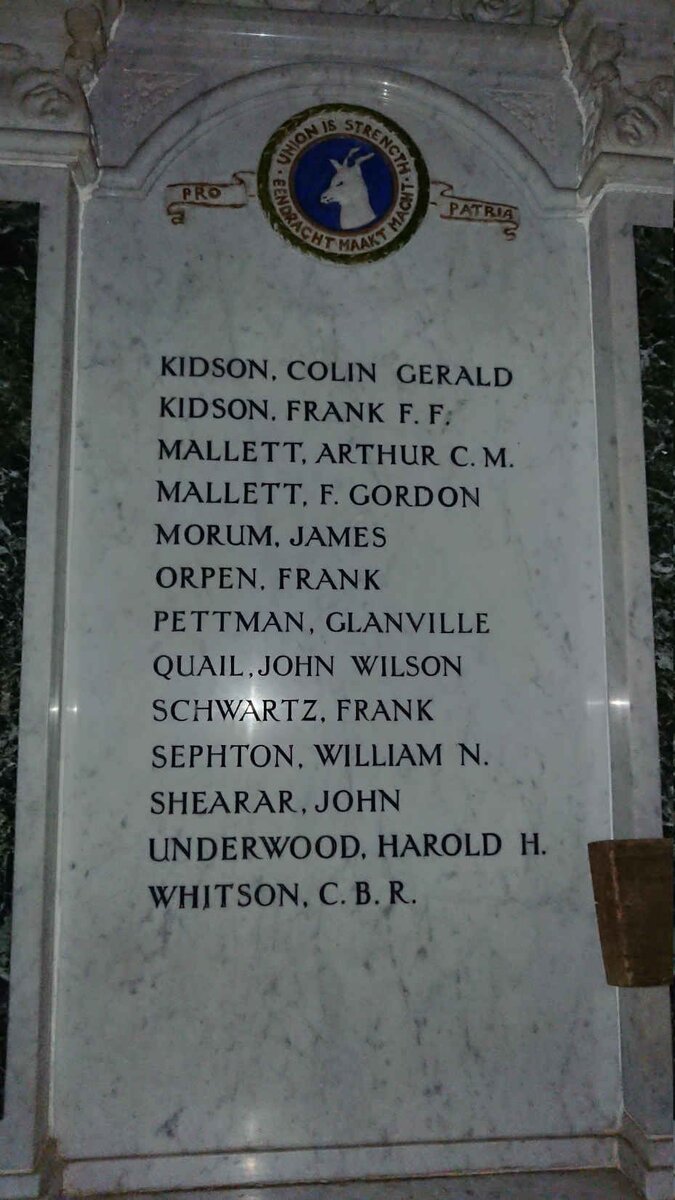 UNION IS STRENGTH
EENDRACHT MAAKT MACHT
PRO
PATRIA
KIDSON, COLIN GERALD
KIDSON, FRANK F. F.
MALLETT, ARTHUR C. M.
MALLETT, F. GORDON
MORUM, JAMES
ORPEN, FRANK
PETTMAN, GLANVILLE
QUAIL, JOHN WILSON
SCHWARTZ, FRANK
SEPHTON, WILLIAM N.
SHEARAR, JOHN
UNDERWOOD, HAROLD H.
WHITSON, C. B. R.